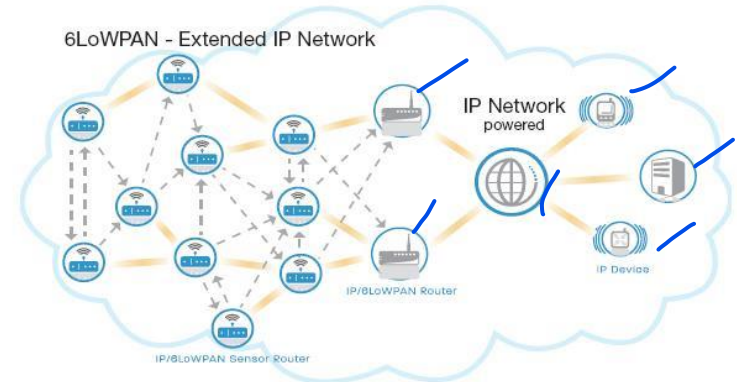 6LoWPAN - Extended IP Network
IP Network
powered
IP Device
IP/6LoWPAN Router
IP/6LoWPAN Sensor Router